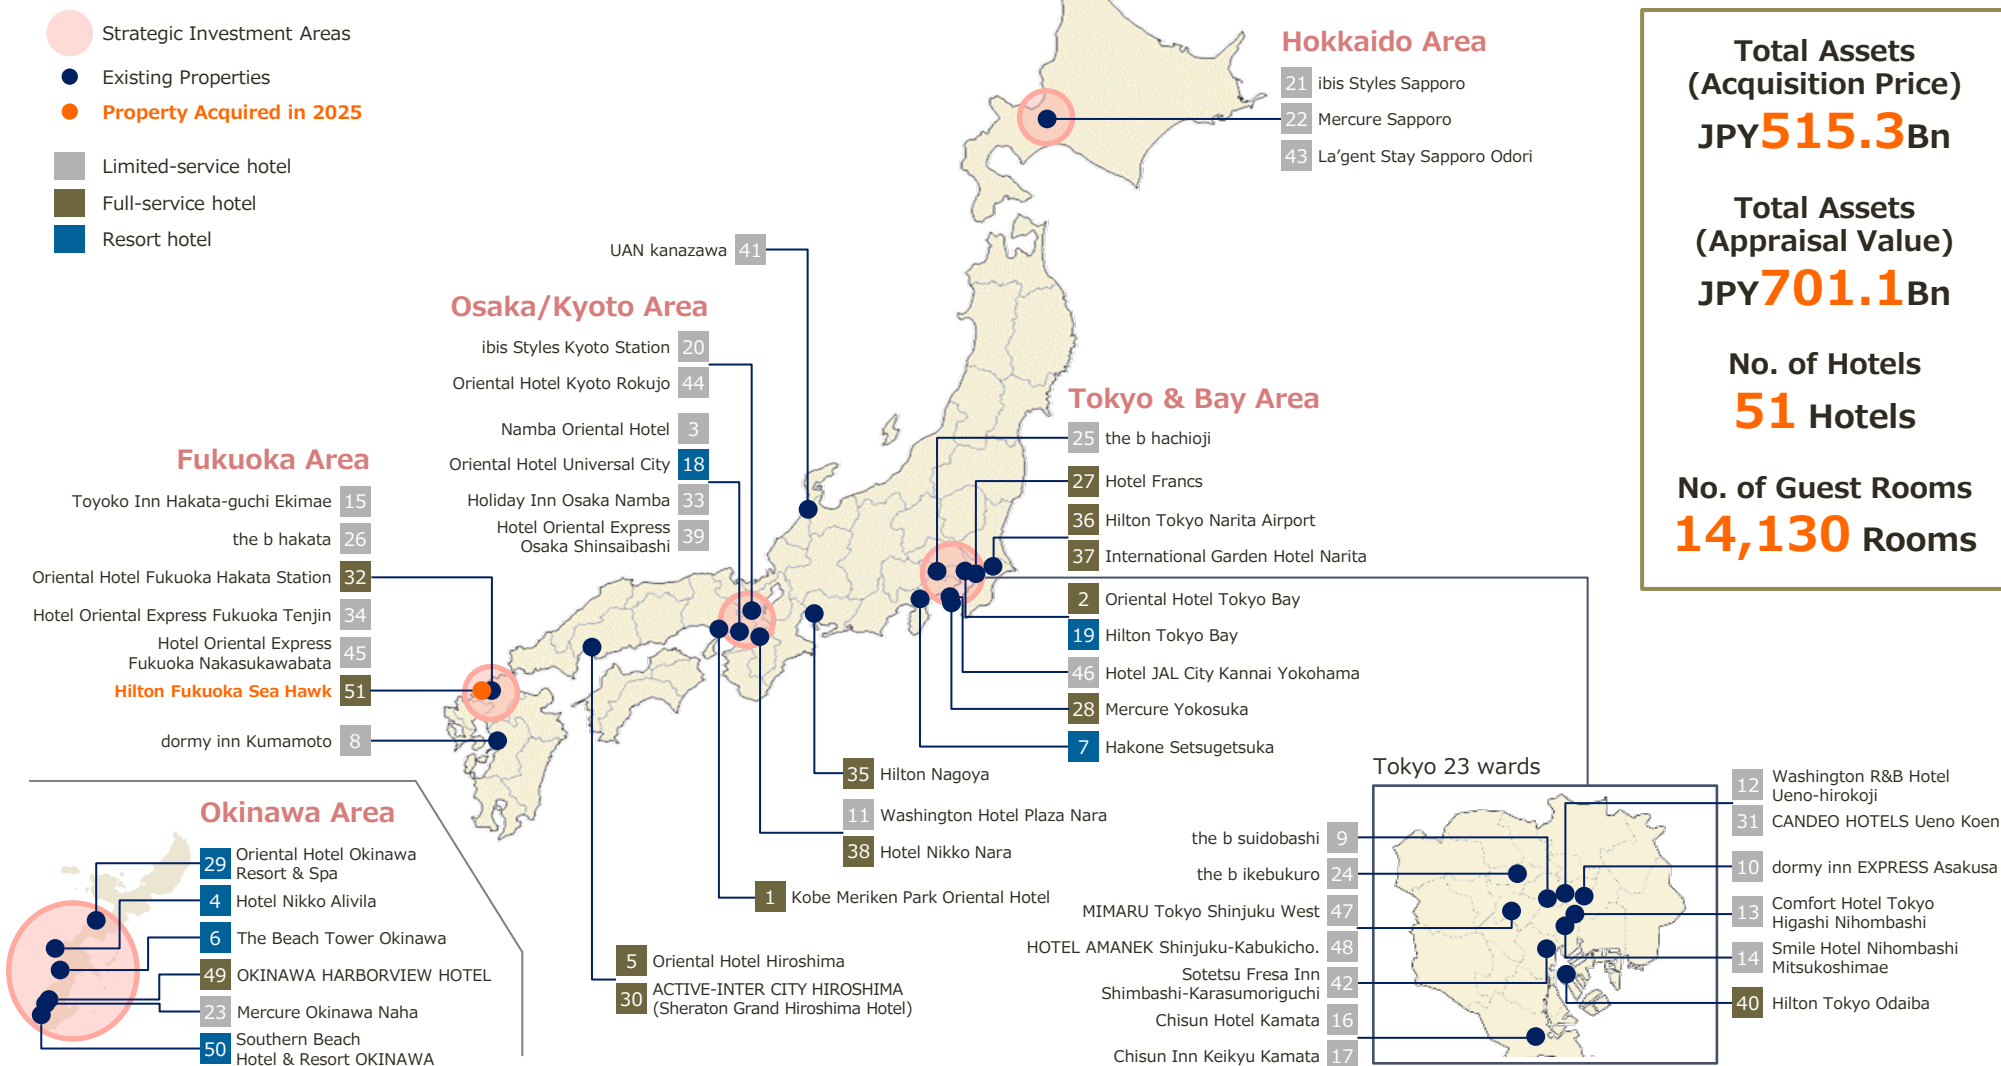 Strategic Investment Areas
Existing Properties
Property Acquired in 2025
Limited-service hotel
Full-service hotel
Resort hotel
Hokkaido Area
21 ibis Styles Sapporo
22 Mercure Sapporo
43 La'gent Stay Sapporo Odori
Total Assets
(Acquisition Price)
JPY515.3Bn
Total Assets
(Appraisal Value)
JPY701.1Bn
No. of Hotels
51 Hotels
No. of Guest Rooms
14,130 Rooms
UAN kanazawa 41
Osaka/Kyoto Area
ibis Styles Kyoto Station 20
Oriental Hotel Kyoto Rokujo 44
Namba Oriental Hotel 3
Oriental Hotel Universal City 18
Holiday Inn Osaka Namba 33
Hotel Oriental Express
Osaka Shinsaibashi 39
Fukuoka Area
Toyoko Inn Hakata-guchi Ekimae 15
the b hakata 26
Oriental Hotel Fukuoka Hakata Station 32
Hotel Oriental Express Fukuoka Tenjin 34
Hotel Oriental Express
Fukuoka Nakasukawabata 45
Hilton Fukuoka Sea Hawk 51
dormy inn Kumamoto 8
Tokyo & Bay Area
25 the b hachioji
27 Hotel Francs
36 Hilton Tokyo Narita Airport
37 International Garden Hotel Narita
2 Oriental Hotel Tokyo Bay
19 Hilton Tokyo Bay
46 Hotel JAL City Kannai Yokohama
28 Mercure Yokosuka
7 Hakone Setsugetsuka
35 Hilton Nagoya
11 Washington Hotel Plaza Nara
38 Hotel Nikko Nara
1 Kobe Meriken Park Oriental Hotel
5 Oriental Hotel Hiroshima
30 ACTIVE-INTER CITY HIROSHIMA
(Sheraton Grand Hiroshima Hotel)
Okinawa Area
29 Oriental Hotel Okinawa
Resort & Spa
4 Hotel Nikko Alivila
6 The Beach Tower Okinawa
49 OKINAWA HARBORVIEW HOTEL
23 Mercure Okinawa Naha
50 Southern Beach
Hotel & Resort OKINAWA
Tokyo 23 wards
the b suidobashi 9
the b ikebukuro 24
MIMARU Tokyo Shinjuku West 47
HOTEL AMANEK Shinjuku-Kabukicho. 48
Sotetsu Fresa Inn
Shimbashi-Karasumoriguchi 42
Chisun Hotel Kamata 16
Chisun Inn Keikyu Kamata 17
12 Washington R&B Hotel
Ueno-hirokoji
31 CANDEO HOTELS Ueno Koen
10 dormy inn EXPRESS Asakusa
13 Comfort Hotel Tokyo
Higashi Nihombashi
14 Smile Hotel Nihombashi
Mitsukoshimae
40 Hilton Tokyo Odaiba